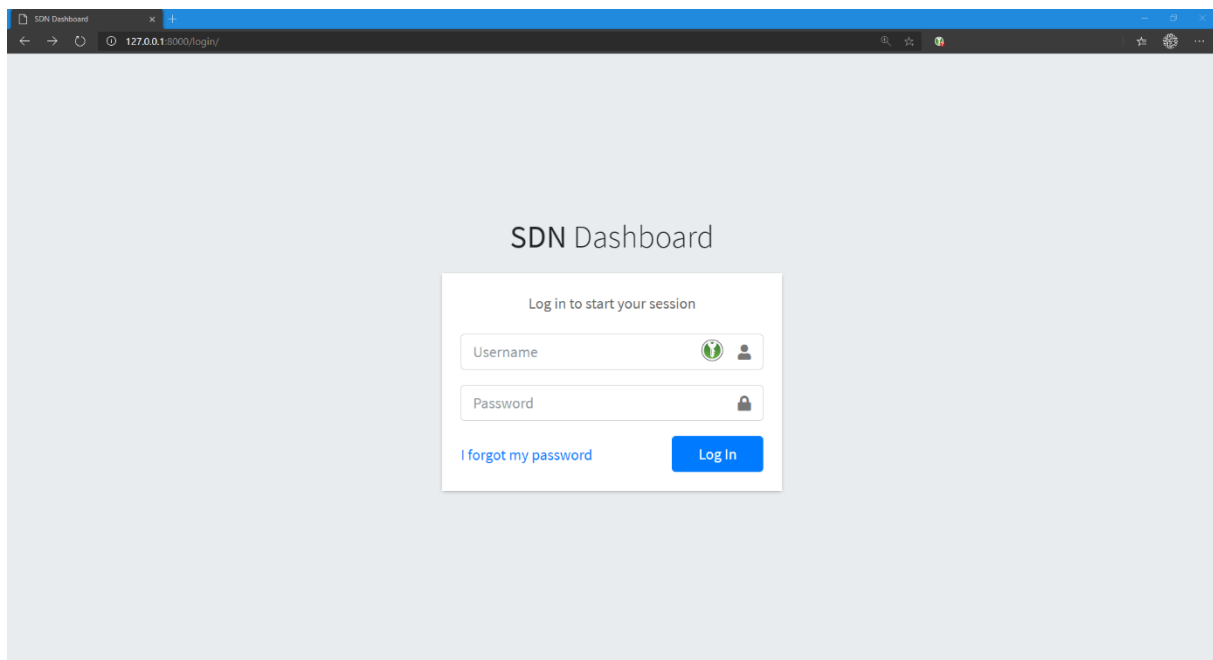 SDN Dashboard
127.0.0.1:8000/login/
SDN Dashboard
Log in to start your session
Username
Password
I forgot my password
Log In